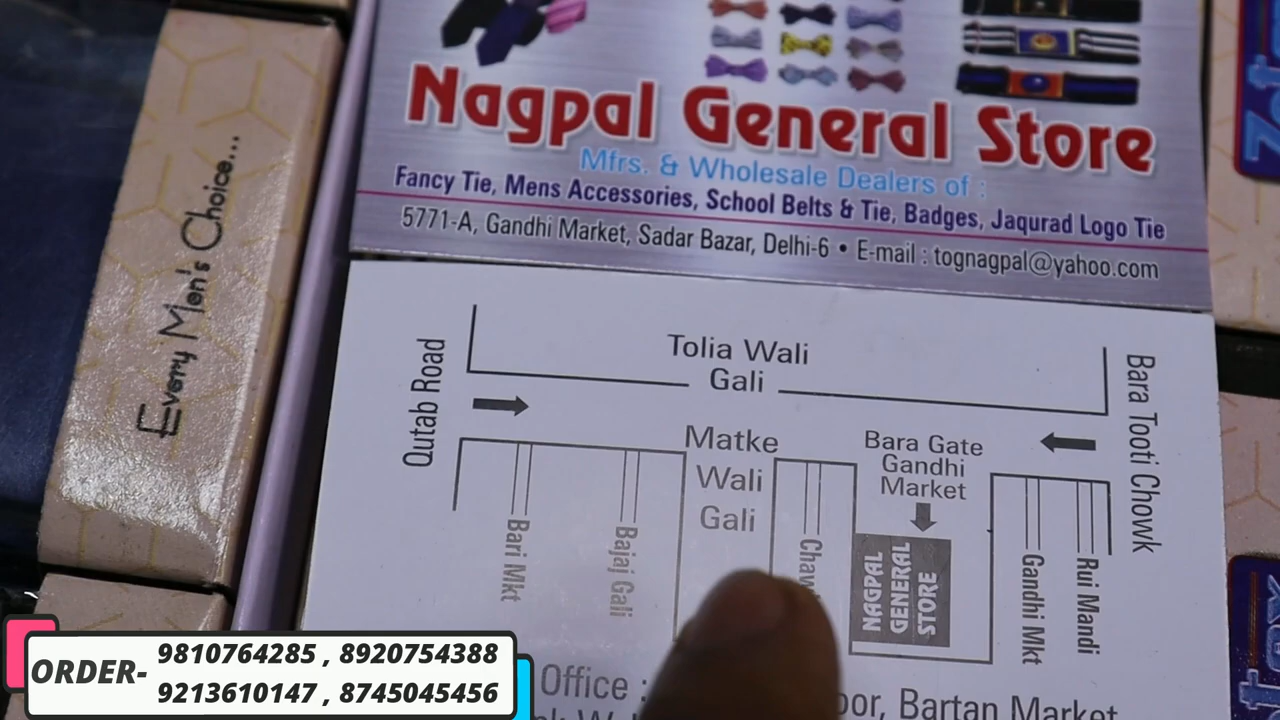 Nagpal General Store
Mfrs. & Wholesale Dealers of :
Fancy Tie, Mens Accessories, School Belts & Tie, Badges, Jaqurad Logo Tie
5771-A, Gandhi Market, Sadar Bazar, Delhi-6 • E-mail : tognagpal@yahoo.com
Every Men's Choice...
Tolia Wali
Gali
Qutab Road
Bara Tooti Chowk
Matke
Wali
Gali
Bara Gate
Gandhi
Market
Bari Mkt
Bajaj Gali
NAGPAL
GENERAL
STORE
Gandhi Mkt
Rui Mandi
Office :
Bartan Market
ORDER-
9810764285 , 8920754388
9213610147 , 8745045456